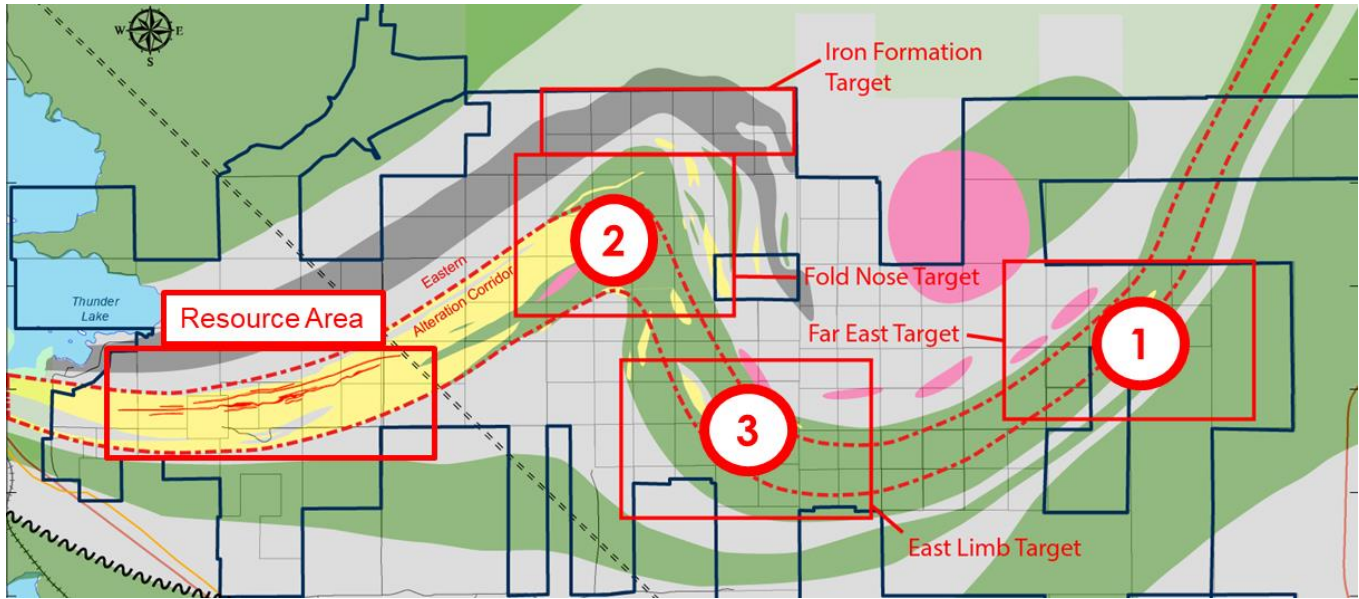 N
W E
S
Iron Formation
Target
2
Fold Nose Target
Eastern
Alteration Corridor
Thunder
Lake
Resource Area
Far East Target
1
3
East Limb Target